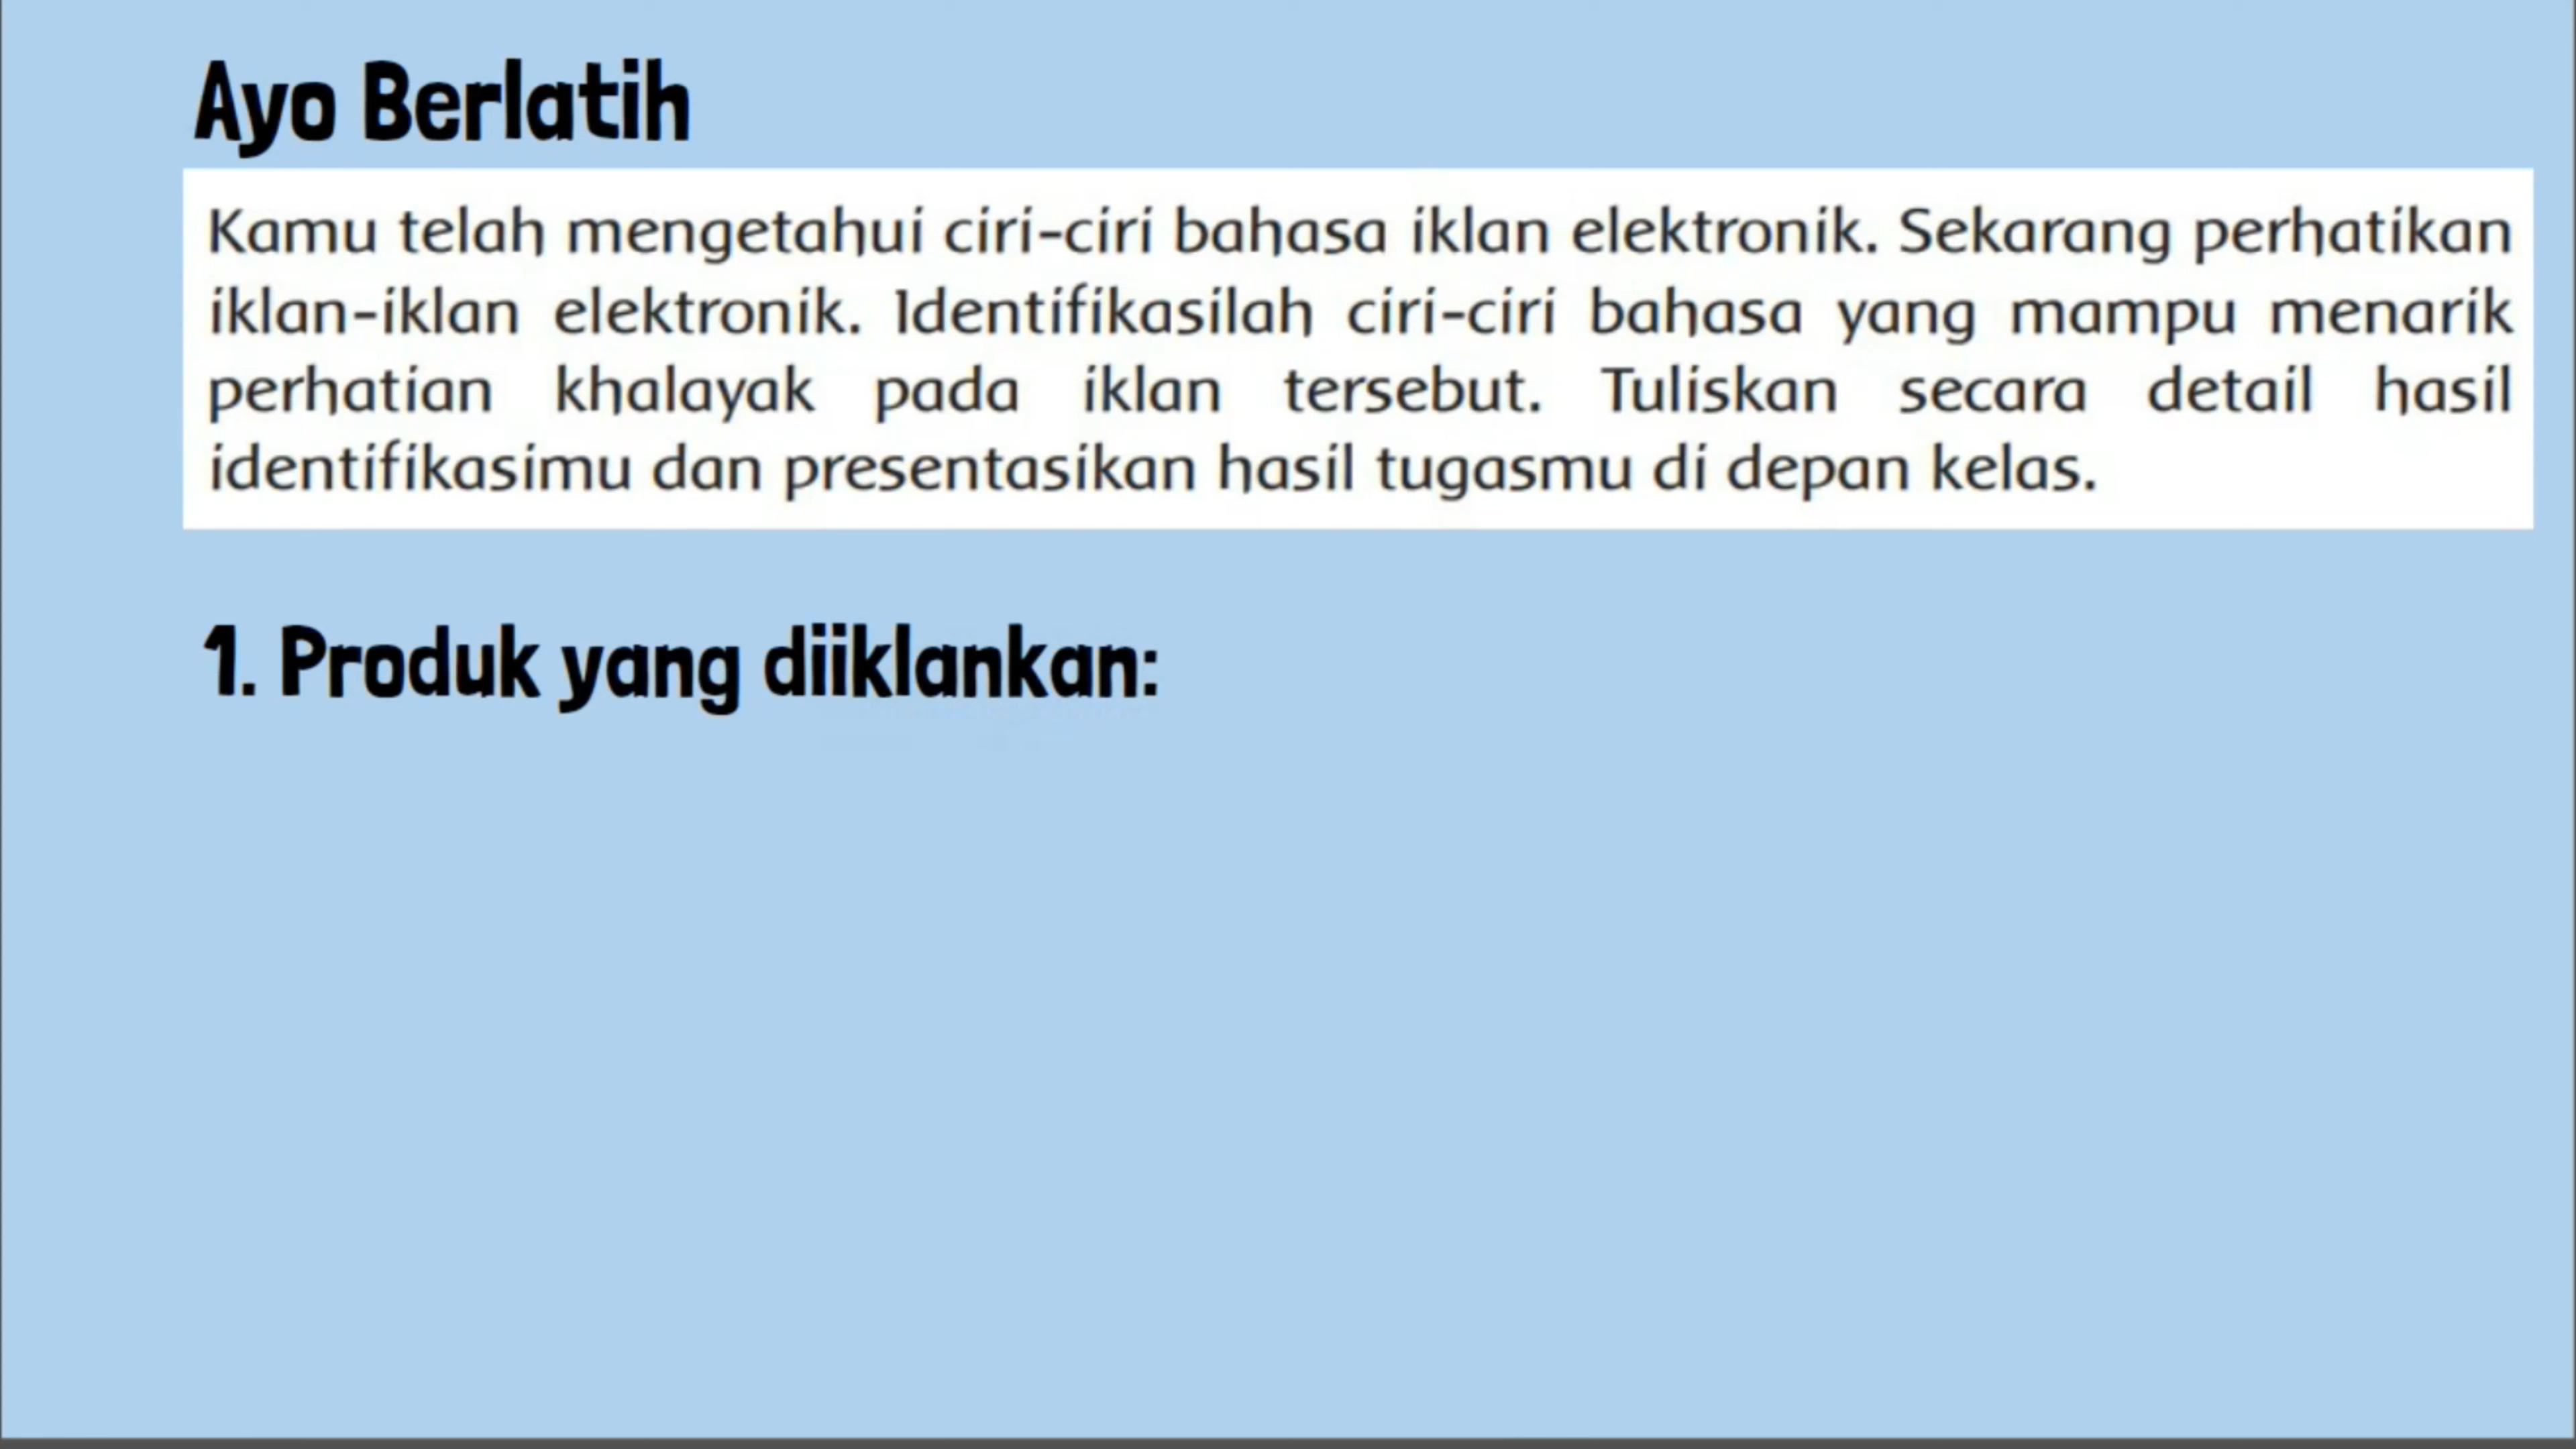 Ayo Berlatih
Kamu telah mengetahui ciri-ciri bahasa iklan elektronik. Sekarang perhatikan
iklan-iklan elektronik. Identifikasilah ciri-ciri bahasa yang mampu menarik
perhatian khalayak pada iklan tersebut. Tuliskan secara detail hasil
identifikasimu dan presentasikan hasil tugasmu di depan kelas.
1. Produk yang diiklankan: